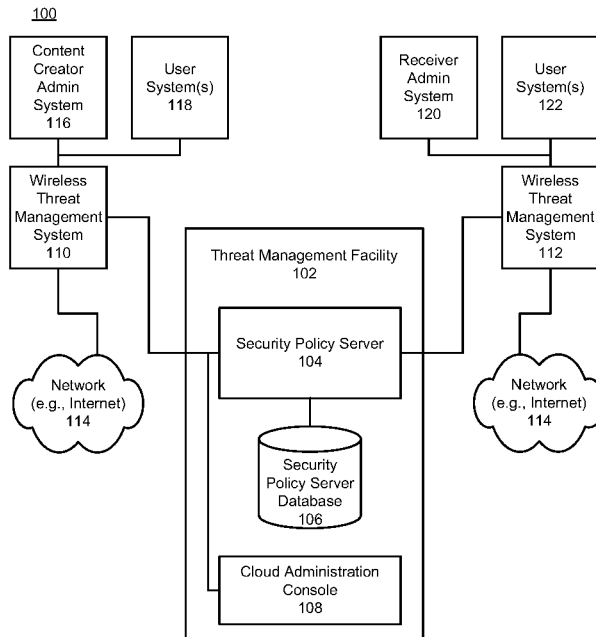 100
Content
Creator
Admin
System
116
User
System(s)
118
Receiver
Admin
System
120
User
System(s)
122
Wireless
Threat
Management
System
110
Wireless
Threat
Management
System
112
Threat Management Facility
102
Security Policy Server
104
Network
(e.g., Internet)
114
Network
(e.g., Internet)
114
Security
Policy Server
Database
106
Cloud Administration
Console
108